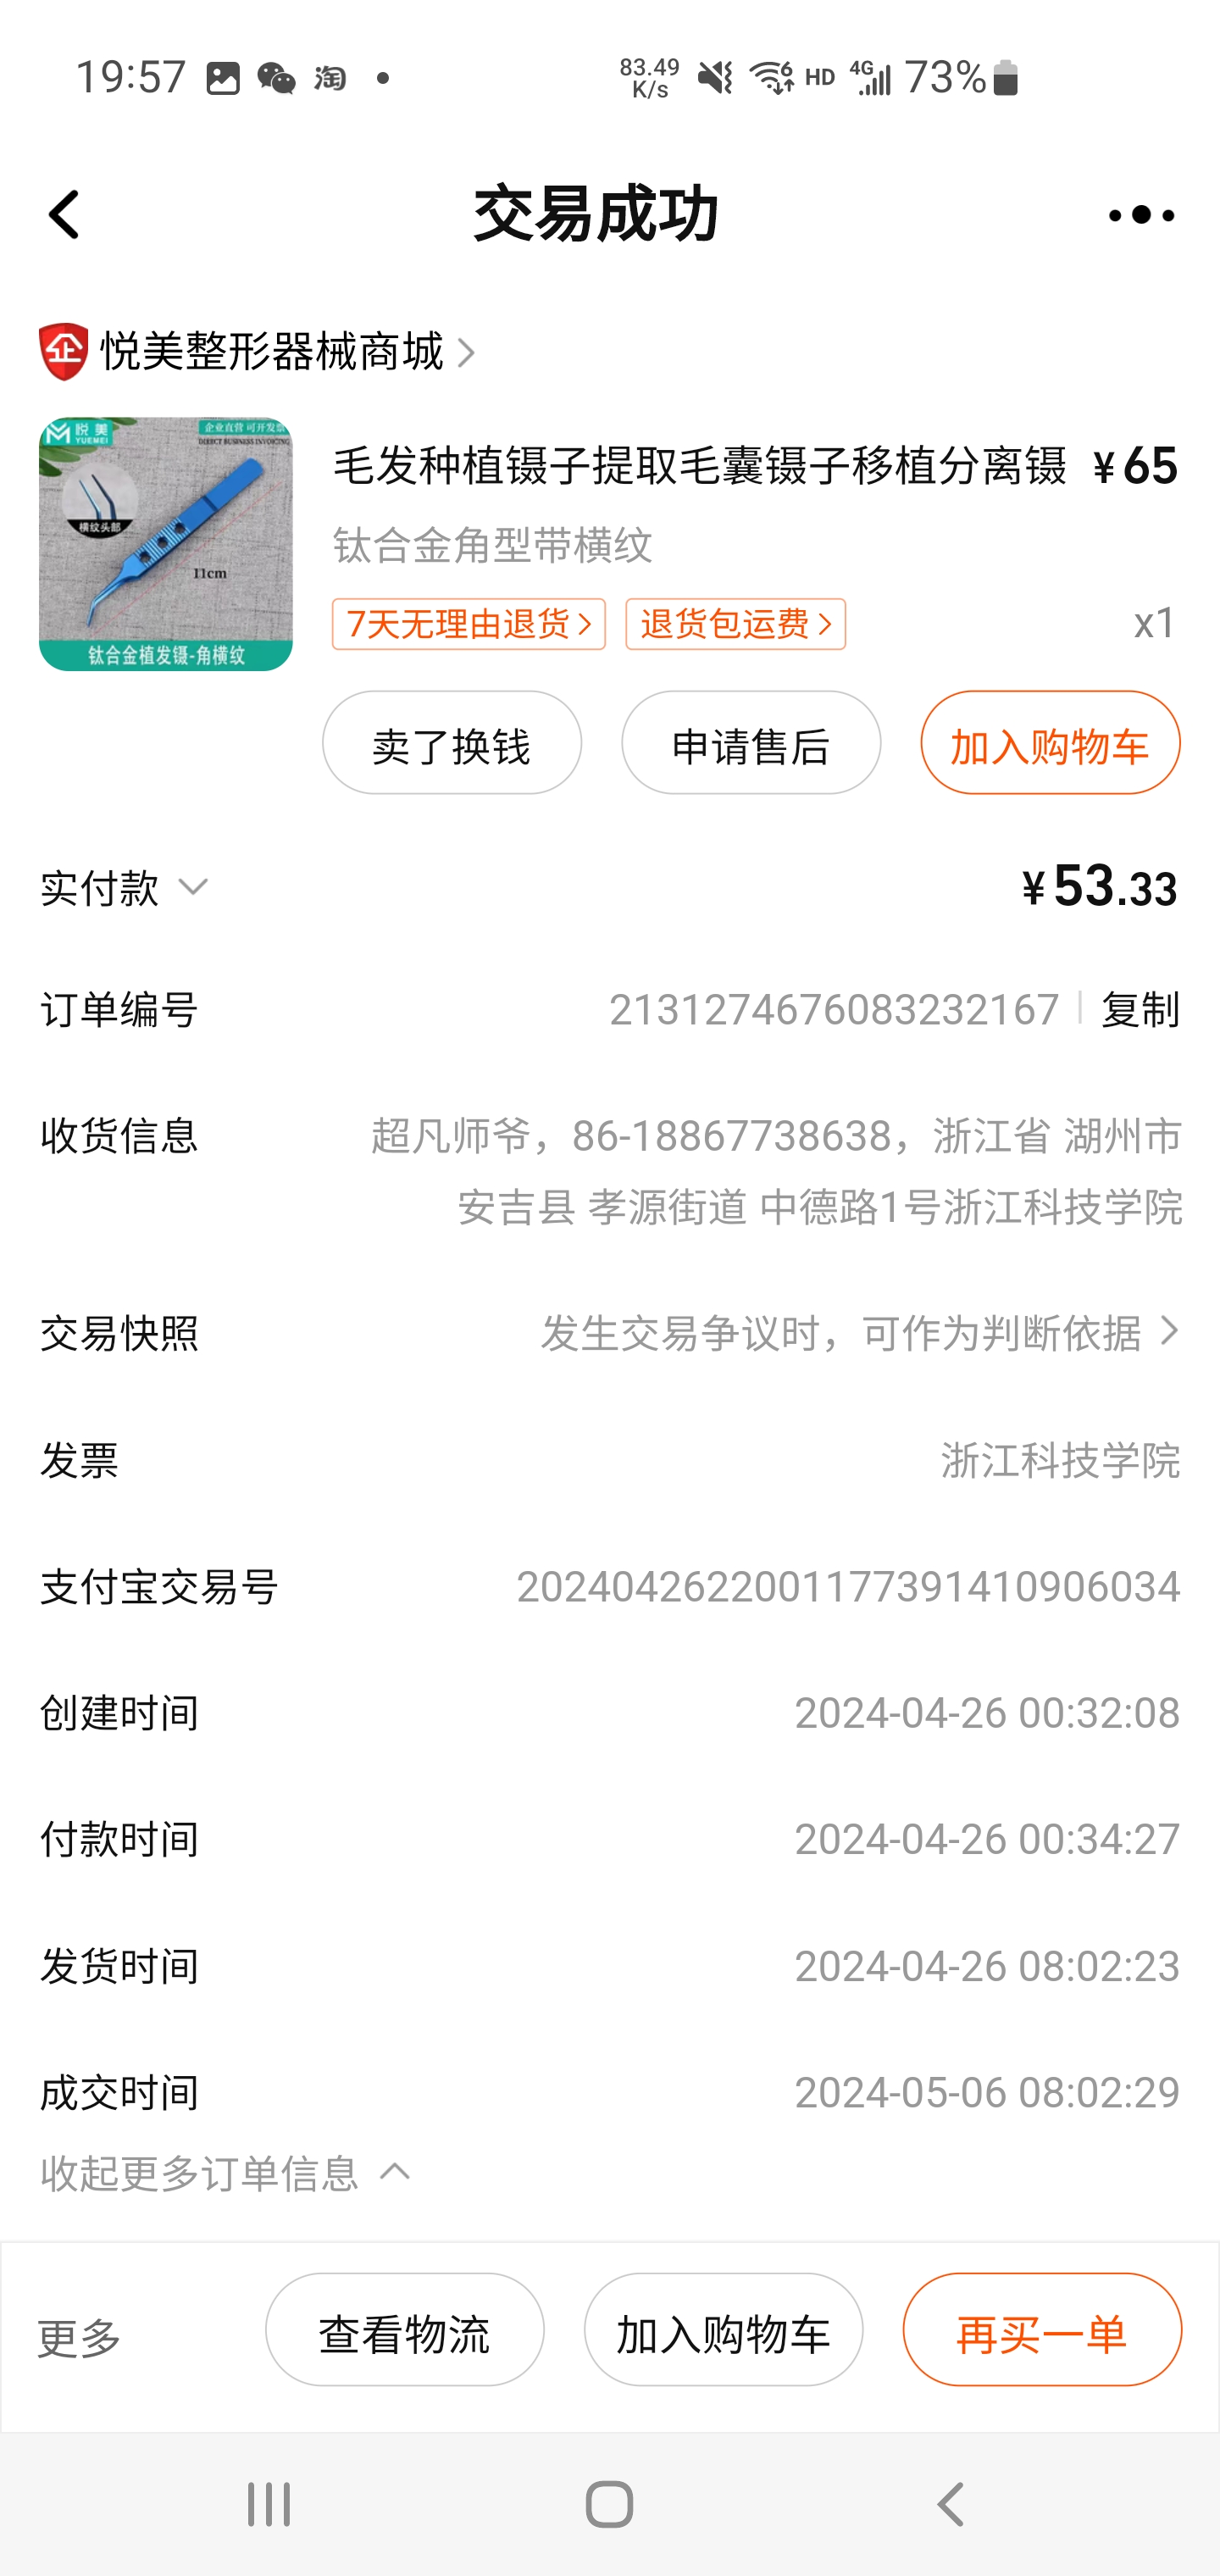 19:57 淘 83.49 K/s 6 HD 4G 73%
交易成功
企 悦美整形器械商城
悦美 YUEMEI
企业直营 可开发票
DIRECT BUSINESS INVOICING
横纹头部
11cm
钛合金植发镊-角横纹
毛发种植镊子提取毛囊镊子移植分离镊 ¥65
钛合金角型带横纹
7天无理由退货 退货包运费 x1
卖了换钱 申请售后 加入购物车
实付款 ¥53.33
订单编号 2131274676083232167 复制
收货信息 超凡师爷，86-18867738638，浙江省 湖州市
安吉县 孝源街道 中德路1号浙江科技学院
交易快照 发生交易争议时，可作为判断依据
发票 浙江科技学院
支付宝交易号 2024042622001177391410906034
创建时间 2024-04-26 00:32:08
付款时间 2024-04-26 00:34:27
发货时间 2024-04-26 08:02:23
成交时间 2024-05-06 08:02:29
收起更多订单信息
更多 查看物流 加入购物车 再买一单